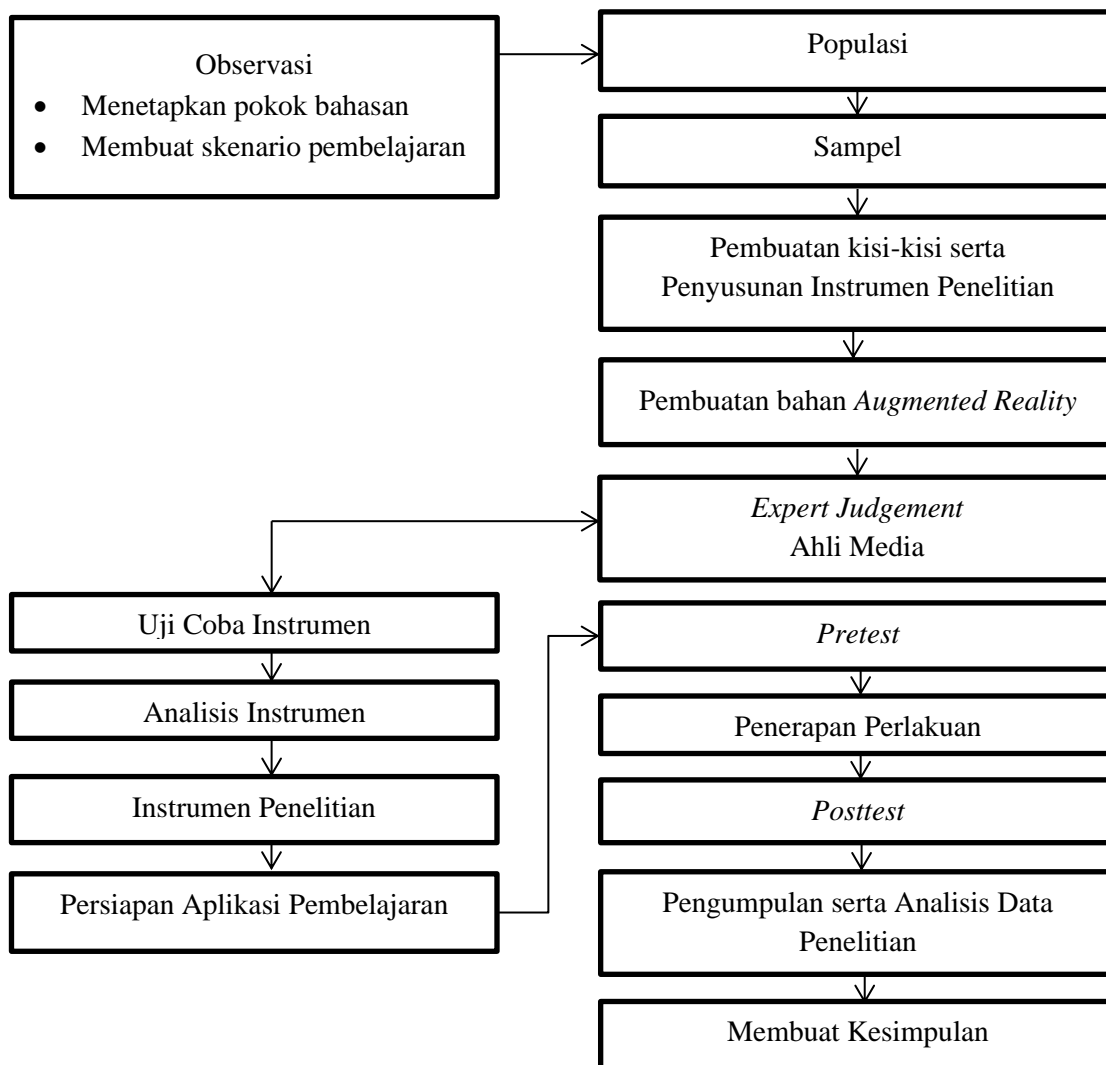 Observasi
• Menetapkan pokok bahasan
• Membuat skenario pembelajaran
Populasi
Sampel
Pembuatan kisi-kisi serta
Penyusunan Instrumen Penelitian
Pembuatan bahan Augmented Reality
Expert Judgement
Ahli Media
Uji Coba Instrumen
Analisis Instrumen
Instrumen Penelitian
Persiapan Aplikasi Pembelajaran
Pretest
Penerapan Perlakuan
Posttest
Pengumpulan serta Analisis Data
Penelitian
Membuat Kesimpulan